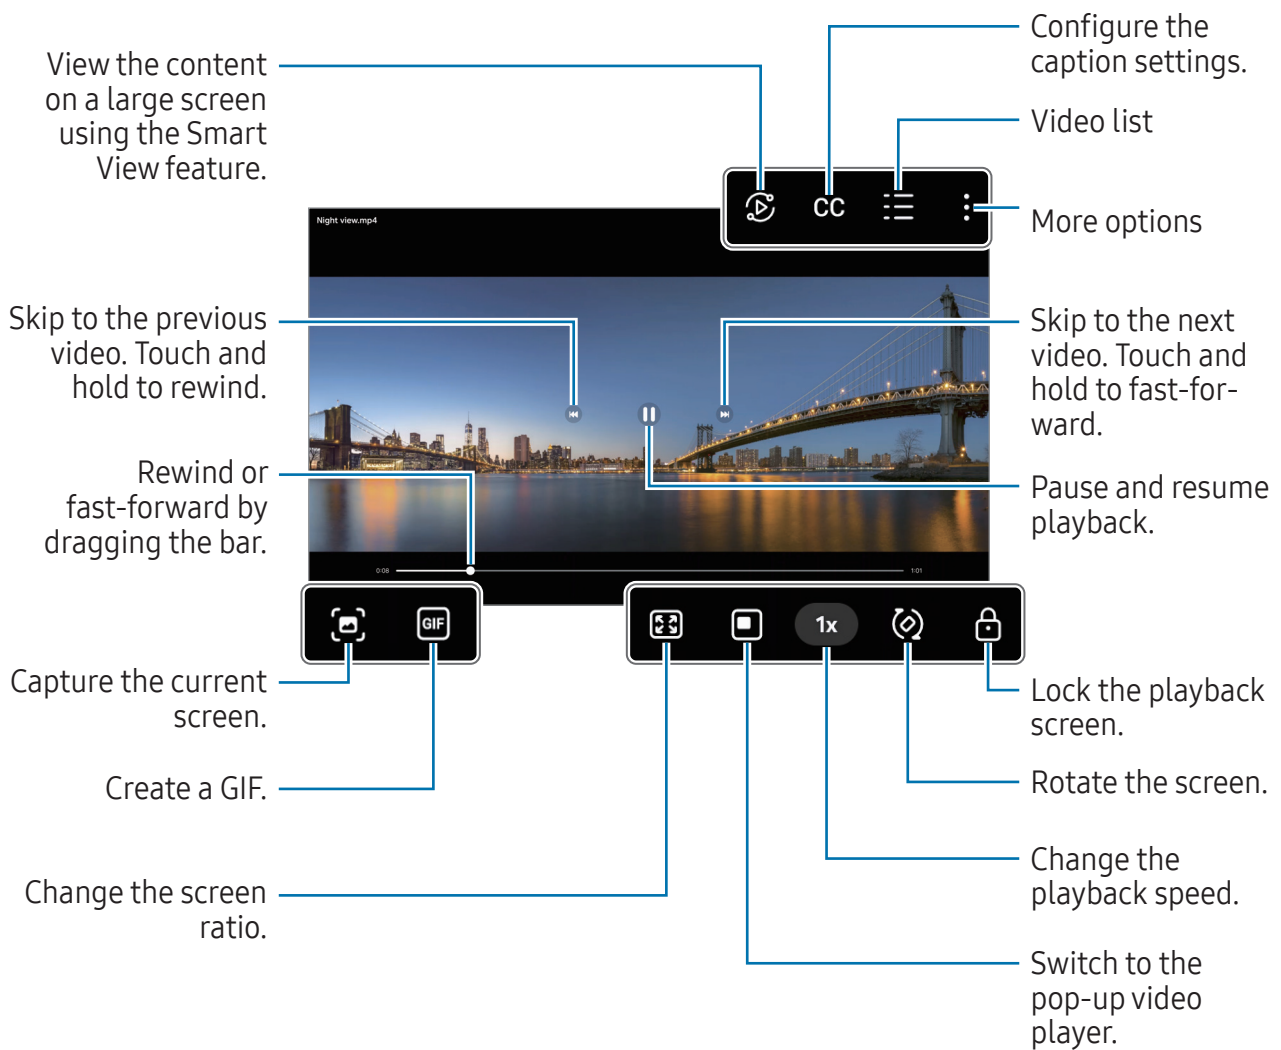 Configure the
caption settings.
View the content
on a large screen
using the Smart
View feature.
Video list
CC
More options
Night view.mp4
Skip to the previous
video. Touch and
hold to rewind.
Skip to the next
video. Touch and
hold to fast-for-
ward.
Rewind or
fast-forward by
dragging the bar.
Pause and resume
playback.
0:08
1:01
GIF
1x
Capture the current
screen.
Lock the playback
screen.
Create a GIF.
Rotate the screen.
Change the screen
ratio.
Change the
playback speed.
Switch to the
pop-up video
player.